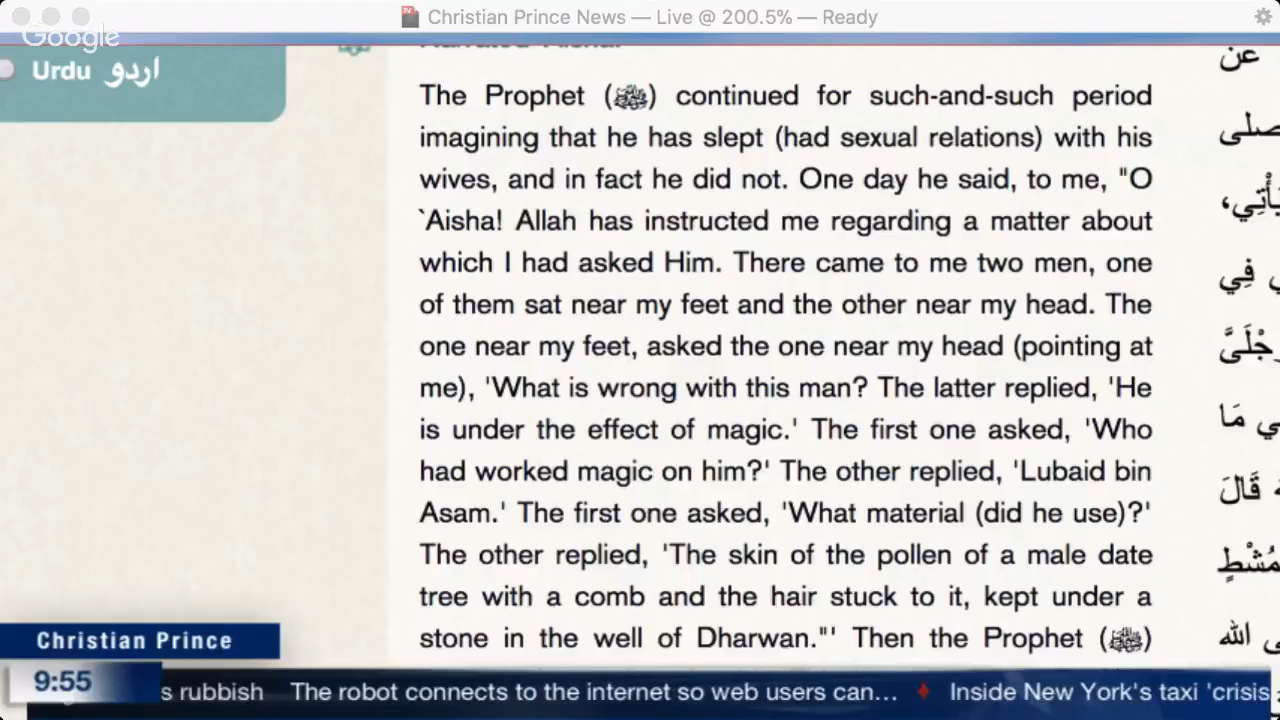 Christian Prince News — Live @ 200.5% — Ready
Google
Urdu اردو
The Prophet (ﷺ) continued for such-and-such period
imagining that he has slept (had sexual relations) with his
wives, and in fact he did not. One day he said, to me, "O
`Aisha! Allah has instructed me regarding a matter about
which I had asked Him. There came to me two men, one
of them sat near my feet and the other near my head. The
one near my feet, asked the one near my head (pointing at
me), 'What is wrong with this man? The latter replied, 'He
is under the effect of magic.' The first one asked, 'Who
had worked magic on him?' The other replied, 'Lubaid bin
Asam.' The first one asked, 'What material (did he use)?'
The other replied, 'The skin of the pollen of a male date
tree with a comb and the hair stuck to it, kept under a
stone in the well of Dharwan."' Then the Prophet (ﷺ)
عن
صلى
فِي
مَا
قَالَ
الله
Christian Prince
9:55
s rubbish The robot connects to the internet so web users can... Inside New York's taxi 'crisis